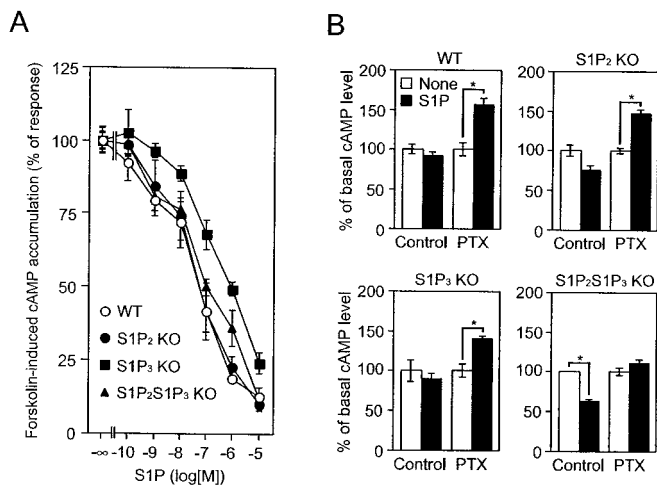 A
Forskolin-induced cAMP accumulation (% of response)
125
100
75
50
25
0
WT
S1P₂ KO
S1P₃ KO
S1P₂S1P₃ KO
-∞ -10 -9 -8 -7 -6 -5
S1P (log[M])
B
WT
% of basal cAMP level
200
150
100
50
0
None
S1P
*
Control PTX
S1P₂ KO
200
150
100
50
0
*
Control PTX
S1P₃ KO
% of basal cAMP level
200
150
100
50
0
*
Control PTX
S1P₂S1P₃ KO
200
150
100
50
0
*
Control PTX